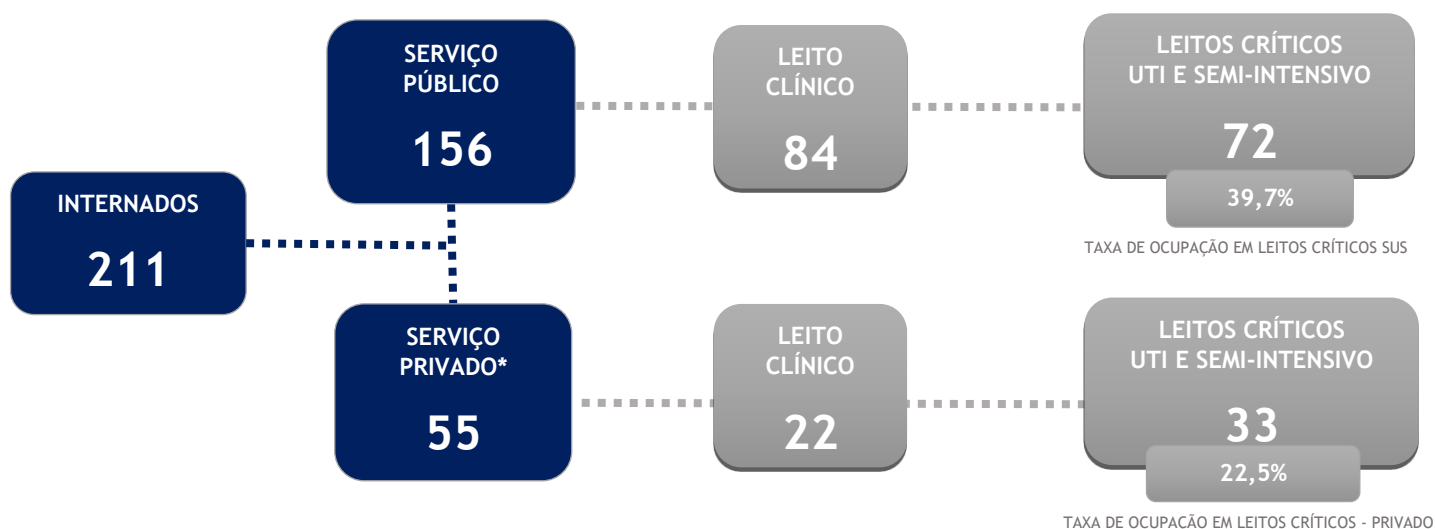 INTERNADOS
211
SERVIÇO
PÚBLICO
156
LEITO
CLÍNICO
84
LEITOS CRÍTICOS
UTI E SEMI-INTENSIVO
72
39,7%
TAXA DE OCUPAÇÃO EM LEITOS CRÍTICOS SUS
SERVIÇO
PRIVADO*
55
LEITO
CLÍNICO
22
LEITOS CRÍTICOS
UTI E SEMI-INTENSIVO
33
22,5%
TAXA DE OCUPAÇÃO EM LEITOS CRÍTICOS - PRIVADO